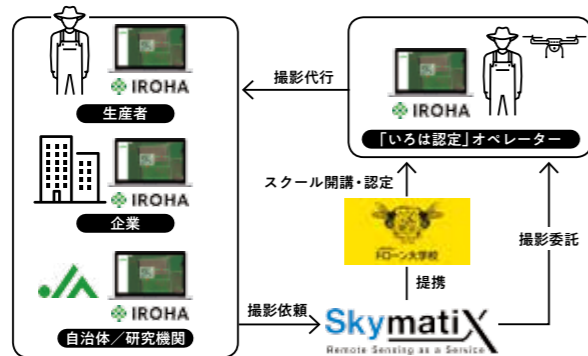 IROHA
生産者
IROHA
企業
IROHA
自治体／研究機関
撮影代行
IROHA
「いろは認定」オペレーター
スクール開講・認定
ドローン大学校
提携
撮影委託
撮影依頼
SkymatiX
Remote Sensing as a Service